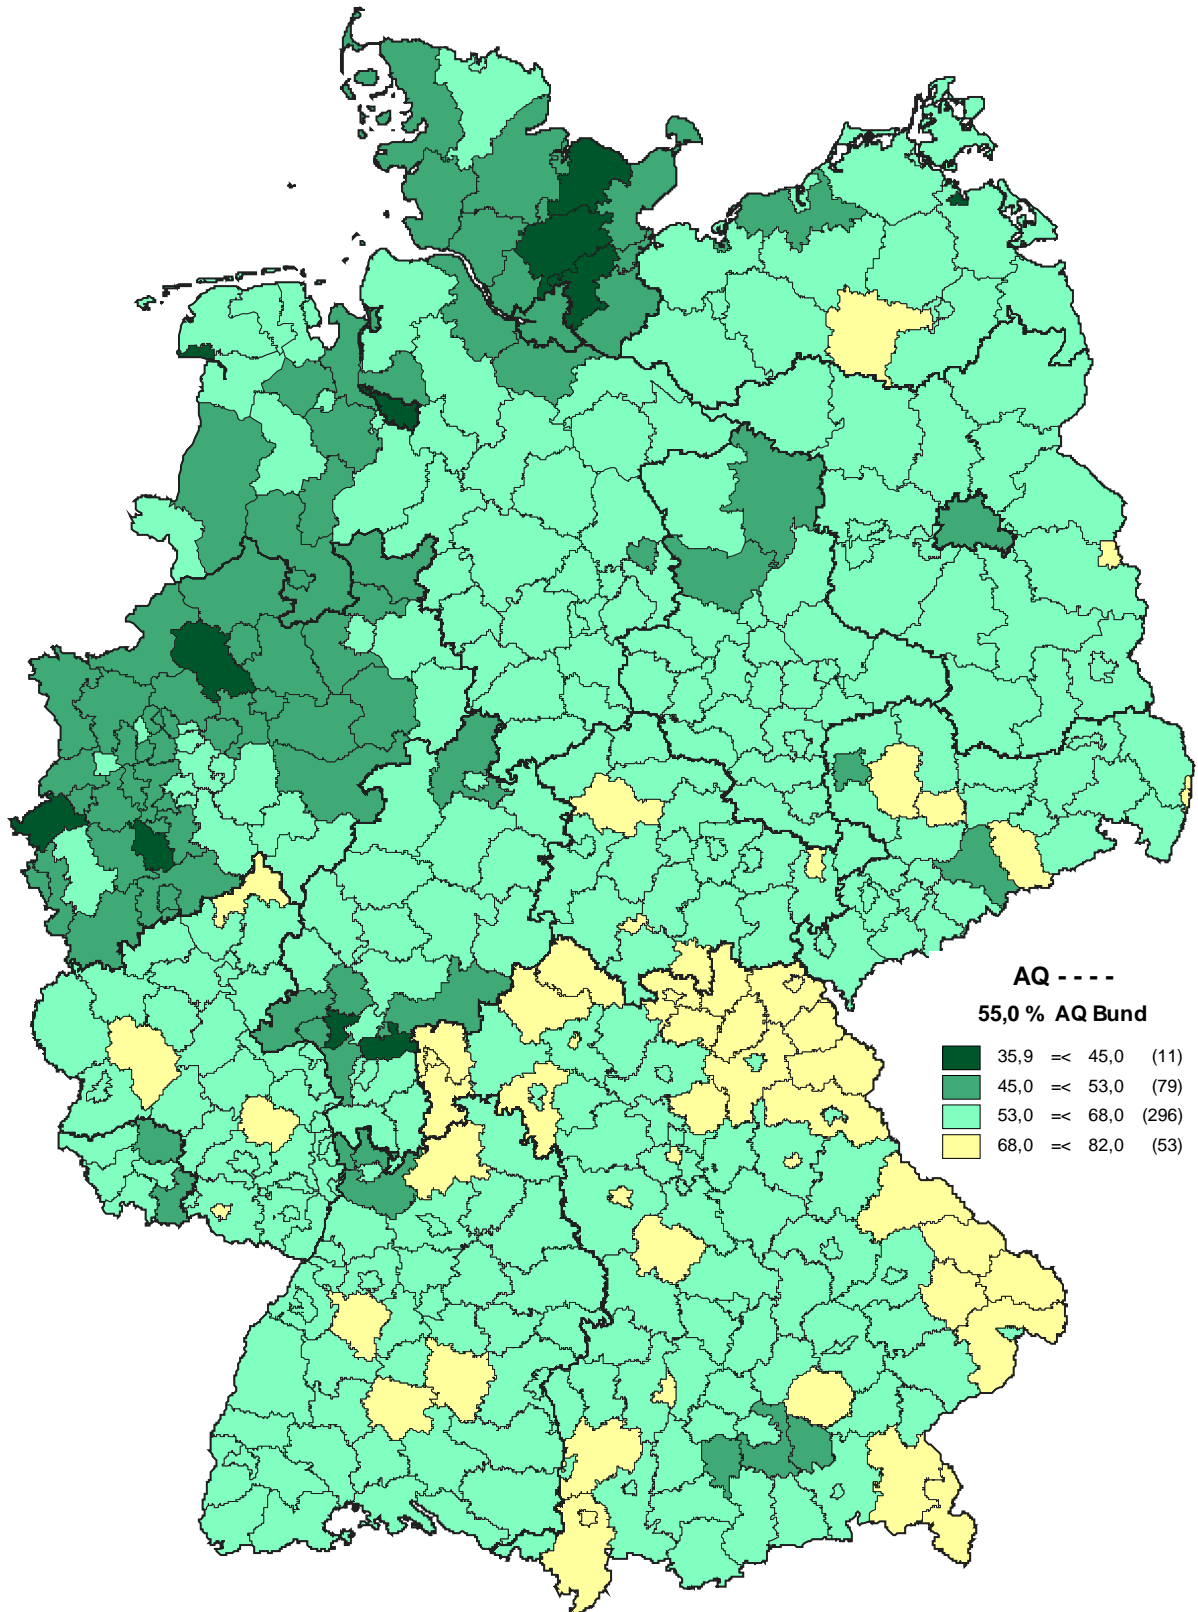 AQ - - - -
55,0 % AQ Bund
35,9 =< 45,0 (11)
45,0 =< 53,0 (79)
53,0 =< 68,0 (296)
68,0 =< 82,0 (53)